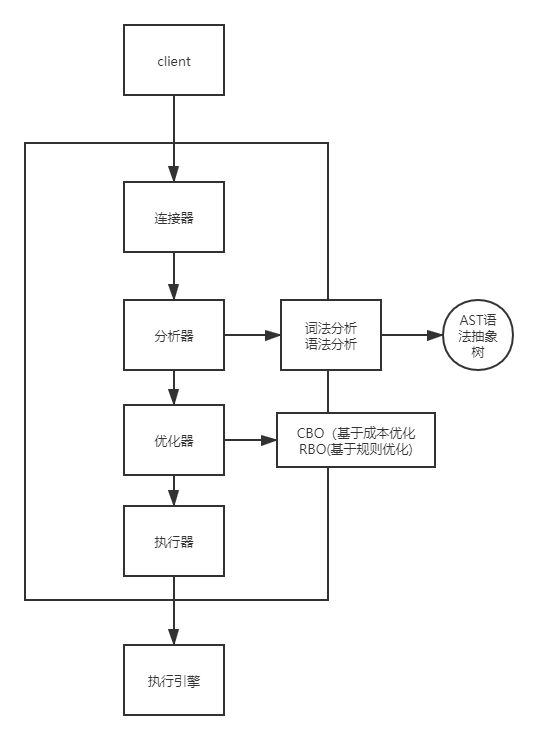 client
连接器
分析器
词法分析
语法分析
AST语
法抽象
树
优化器
CBO（基于成本优化
RBO(基于规则优化)
执行器
执行引擎